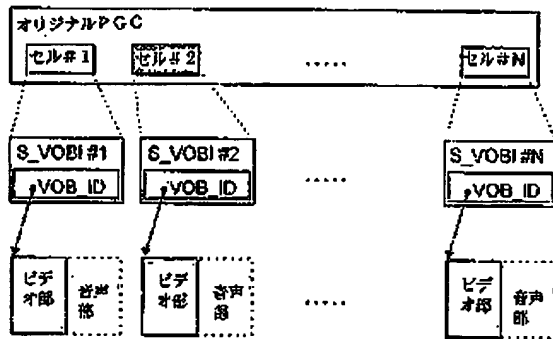 オリジナルPGC
セル#1
セル#2
.....
セル#N
S_VOBI#1
S_VOBI#2
S_VOBI#N
VOB_ID
VOB_ID
.....
VOB_ID
ビデ
オ部
音声
部
ビデ
オ部
音声
部
.....
ビデ
オ部
音声
部